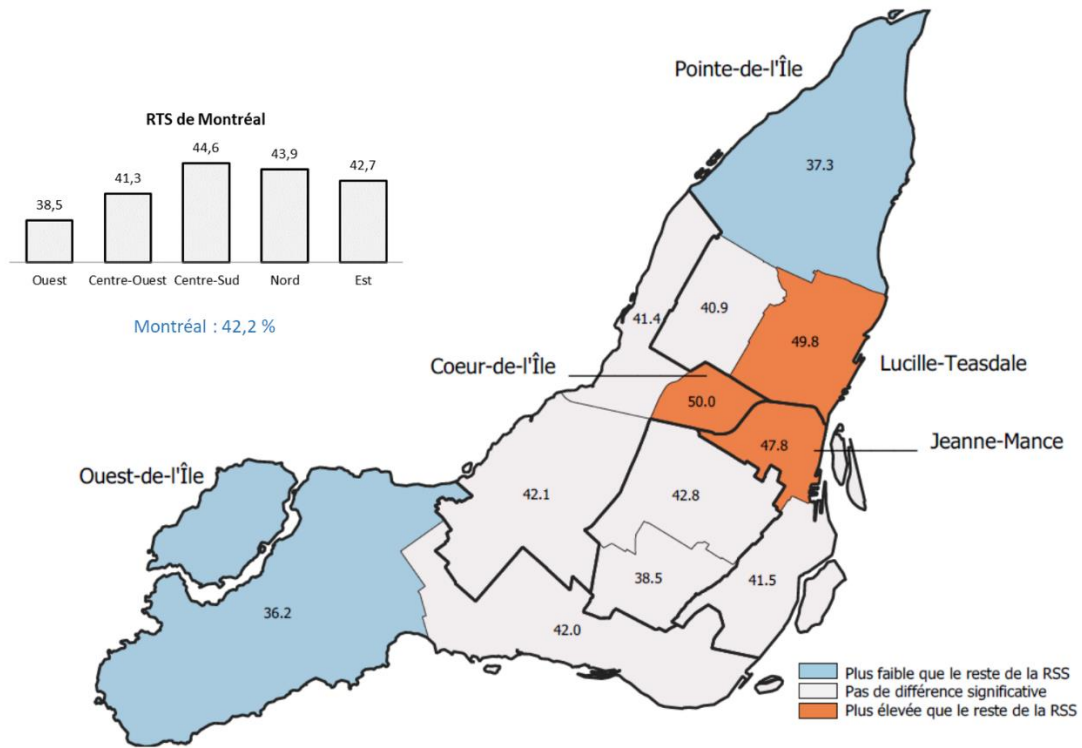 Pointe-de-l'Île
RTS de Montréal
44,6
43,9
42,7
41,3
38,5
Ouest
Centre-Ouest
Centre-Sud
Nord
Est
Montréal : 42,2 %
37.3
41.4
40.9
49.8
Coeur-de-l'Île
Lucille-Teasdale
50.0
47.8
Jeanne-Mance
Ouest-de-l'Île
42.1
42.8
38.5
41.5
36.2
42.0
Plus faible que le reste de la RSS
Pas de différence significative
Plus élevée que le reste de la RSS